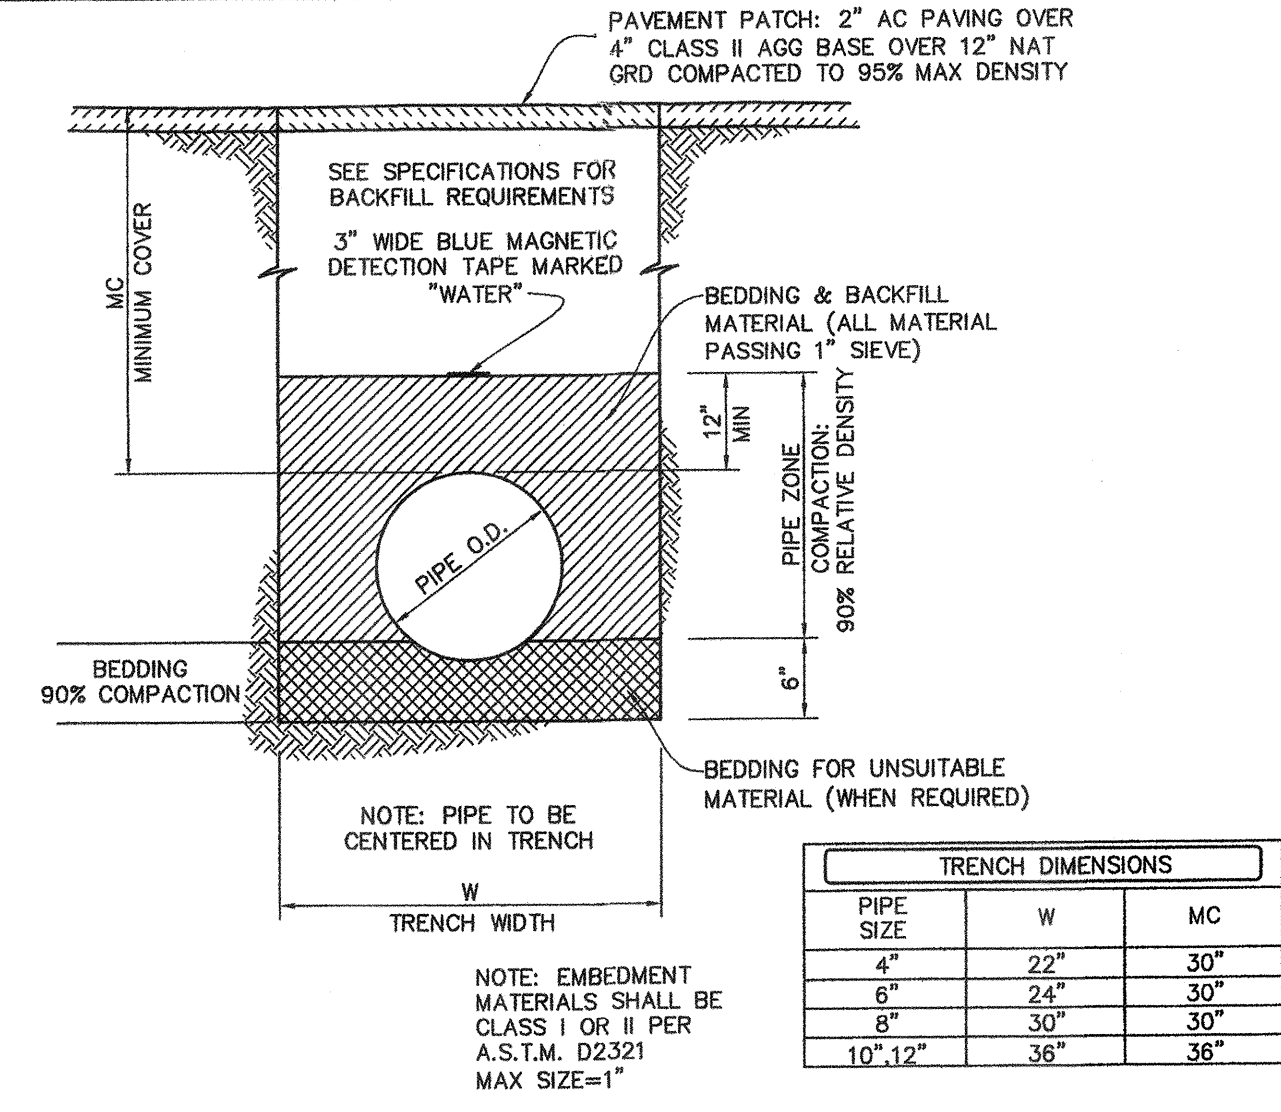 PAVEMENT PATCH: 2" AC PAVING OVER
4" CLASS II AGG BASE OVER 12" NAT
GRD COMPACTED TO 95% MAX DENSITY
SEE SPECIFICATIONS FOR
BACKFILL REQUIREMENTS
3" WIDE BLUE MAGNETIC
DETECTION TAPE MARKED
"WATER"
MC
MINIMUM COVER
BEDDING & BACKFILL
MATERIAL (ALL MATERIAL
PASSING 1" SIEVE)
12"
MIN
PIPE ZONE
COMPACTION:
90% RELATIVE DENSITY
PIPE O.D.
BEDDING
90% COMPACTION
6"
BEDDING FOR UNSUITABLE
MATERIAL (WHEN REQUIRED)
NOTE: PIPE TO BE
CENTERED IN TRENCH
W
TRENCH WIDTH
NOTE: EMBEDMENT
MATERIALS SHALL BE
CLASS I OR II PER
A.S.T.M. D2321
MAX SIZE=1"
TRENCH DIMENSIONS
PIPE SIZE W MC
4" 22" 30"
6" 24" 30"
8" 30" 30"
10",12" 36" 36"